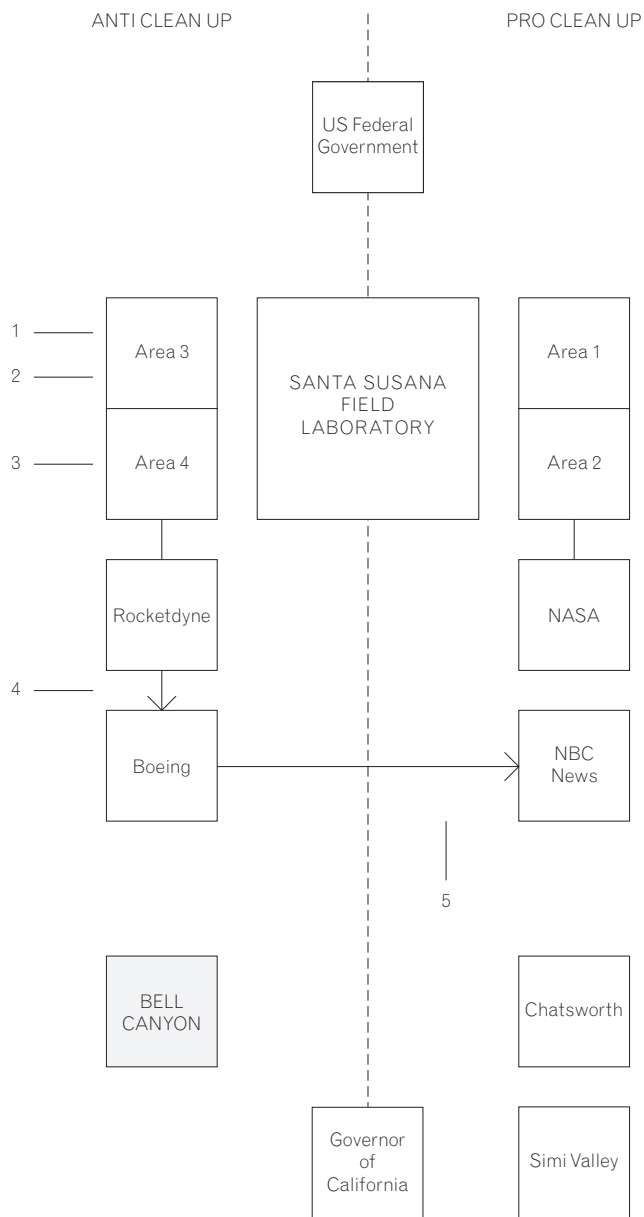 ANTI CLEAN UP
PRO CLEAN UP
US Federal
Government
1
2
3
Area 3
Area 4
SANTA SUSANA
FIELD
LABORATORY
Area 1
Area 2
Rocketdyne
NASA
4
Boeing
NBC
News
5
BELL
CANYON
Chatsworth
Governor
of
California
Simi Valley